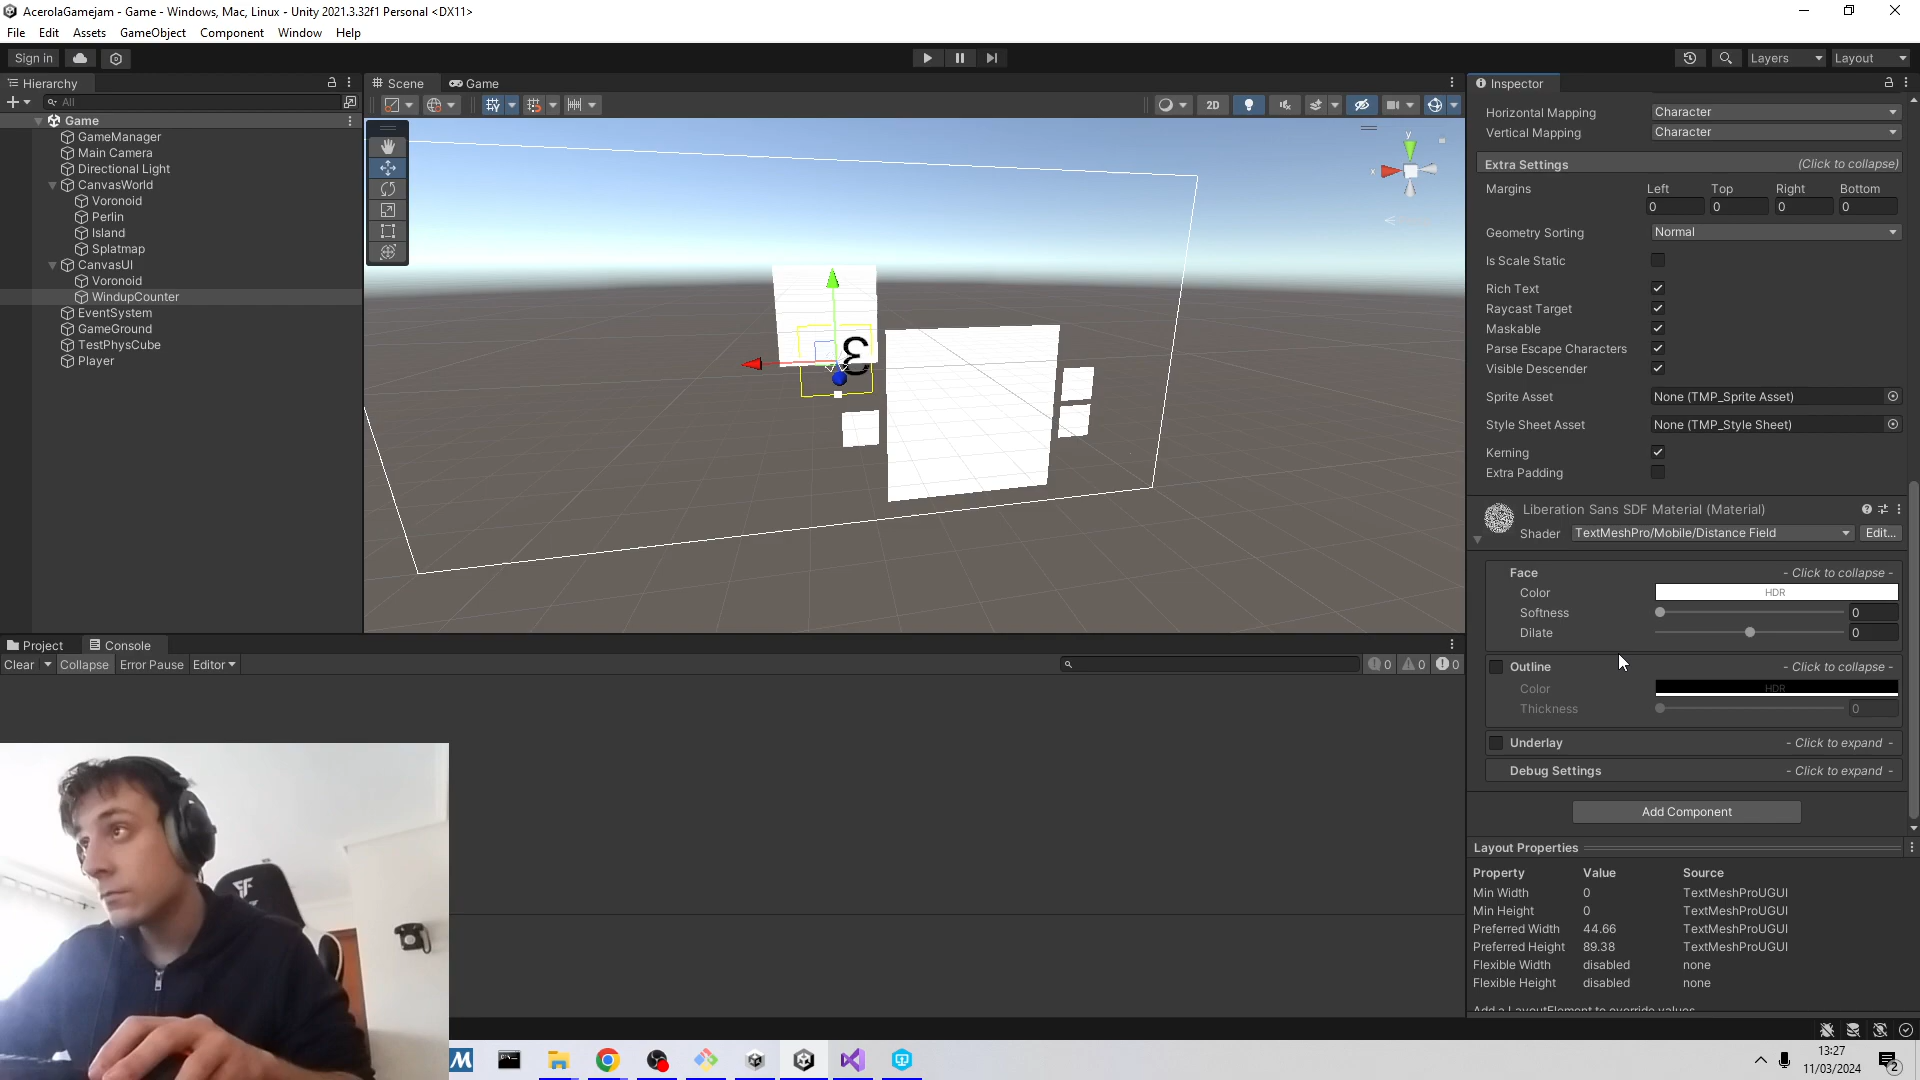 AcerolaGamejam - Game - Windows, Mac, Linux - Unity 2021.3.32f1 Personal <DX11>
File Edit Assets GameObject Component Window Help
Sign in
Layers
Layout
Hierarchy
All
Game
GameManager
Main Camera
Directional Light
CanvasWorld
Voronoid
Perlin
Island
Splatmap
CanvasUI
Voronoid
WindupCounter
EventSystem
GameGround
TestPhysCube
Player
Scene
Game
2D
y
x
3
Project
Console
Clear
Collapse
Error Pause
Editor
0
0
0
Inspector
Horizontal Mapping Character
Vertical Mapping Character
Extra Settings (Click to collapse)
Margins Left Top Right Bottom
0 0 0 0
Geometry Sorting Normal
Is Scale Static
Rich Text
Raycast Target
Maskable
Parse Escape Characters
Visible Descender
Sprite Asset None (TMP_Sprite Asset)
Style Sheet Asset None (TMP_Style Sheet)
Kerning
Extra Padding
Liberation Sans SDF Material (Material)
Shader TextMeshPro/Mobile/Distance Field Edit...
Face - Click to collapse -
Color HDR
Softness 0
Dilate 0
Outline - Click to collapse -
Color HDR
Thickness 0
Underlay - Click to expand -
Debug Settings - Click to expand -
Add Component
Layout Properties
Property Value Source
Min Width 0 TextMeshProUGUI
Min Height 0 TextMeshProUGUI
Preferred Width 44.66 TextMeshProUGUI
Preferred Height 89.38 TextMeshProUGUI
Flexible Width disabled none
Flexible Height disabled none
Add a LayoutElement to override values
13:27
11/03/2024
2